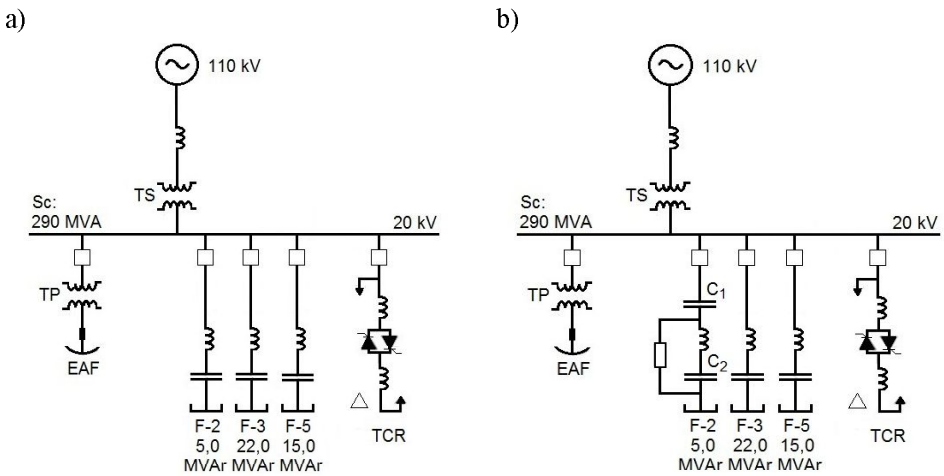 a)
110 kV
TS
Sc:
290 MVA
20 kV
TP
EAF
F-2
5,0
MVAr
F-3
22,0
MVAr
F-5
15,0
MVAr
TCR
b)
110 kV
TS
Sc:
290 MVA
20 kV
TP
EAF
C₁
C₂
F-2
5,0
MVAr
F-3
22,0
MVAr
F-5
15,0
MVAr
TCR